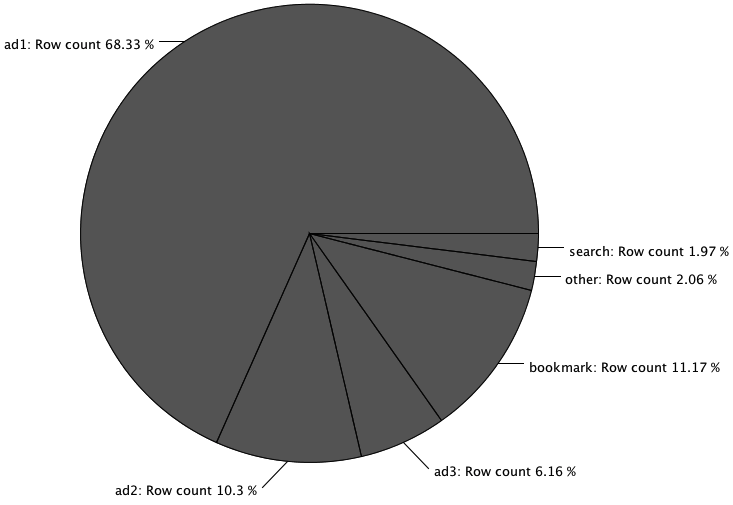 ad1: Row count 68.33 %
search: Row count 1.97 %
other: Row count 2.06 %
bookmark: Row count 11.17 %
ad3: Row count 6.16 %
ad2: Row count 10.3 %